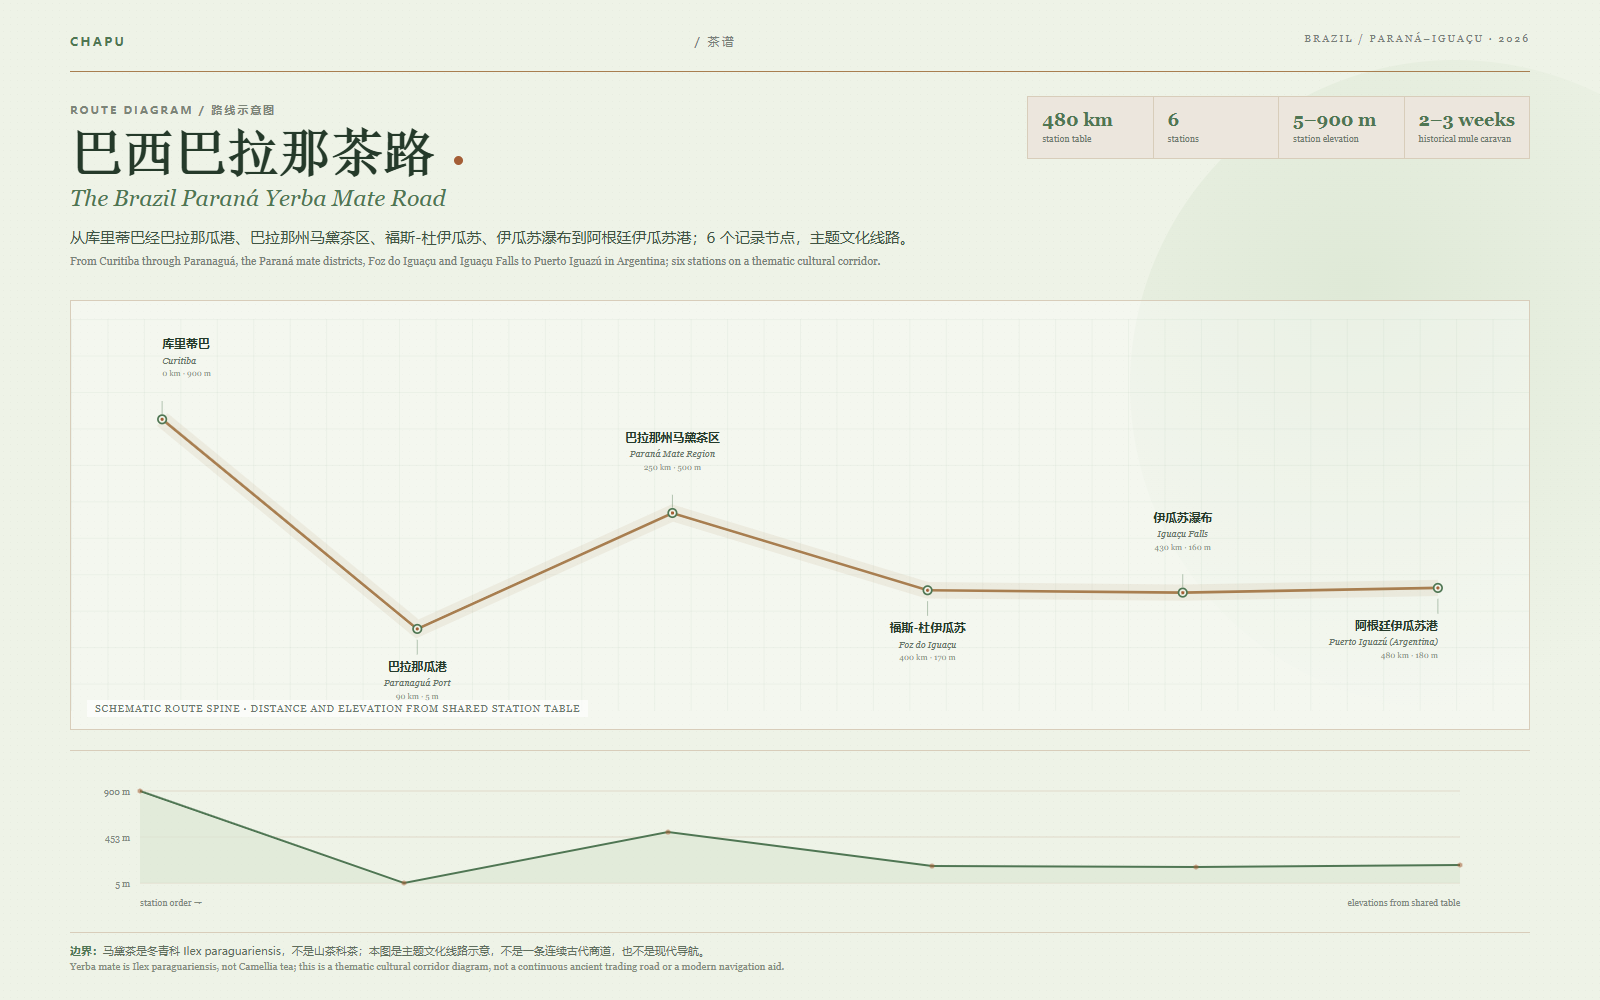 CHAPU
/ 茶谱
BRAZIL / PARANÁ–IGUAÇU · 2026
ROUTE DIAGRAM / 路线示意图
巴西巴拉那茶路
The Brazil Paraná Yerba Mate Road
从库里蒂巴经巴拉那瓜港、巴拉那州马黛茶区、福斯-杜伊瓜苏、伊瓜苏瀑布到阿根廷伊瓜苏港；6 个记录节点，主题文化线路。
From Curitiba through Paranaguá, the Paraná mate districts, Foz do Iguaçu and Iguaçu Falls to Puerto Iguazú in Argentina; six stations on a thematic cultural corridor.
480 km
station table
6
stations
5–900 m
station elevation
2–3 weeks
historical mule caravan
库里蒂巴
Curitiba
0 km · 900 m
巴拉那瓜港
Paranaguá Port
90 km · 5 m
巴拉那州马黛茶区
Paraná Mate Region
250 km · 500 m
福斯-杜伊瓜苏
Foz do Iguaçu
400 km · 170 m
伊瓜苏瀑布
Iguaçu Falls
430 km · 160 m
阿根廷伊瓜苏港
Puerto Iguazú (Argentina)
480 km · 180 m
SCHEMATIC ROUTE SPINE · DISTANCE AND ELEVATION FROM SHARED STATION TABLE
900 m
453 m
5 m
station order →
elevations from shared table
边界：马黛茶是冬青科 Ilex paraguariensis，不是山茶科茶；本图是主题文化线路示意，不是一条连续古代商道，也不是现代导航。
Yerba mate is Ilex paraguariensis, not Camellia tea; this is a thematic cultural corridor diagram, not a continuous ancient trading road or a modern navigation aid.